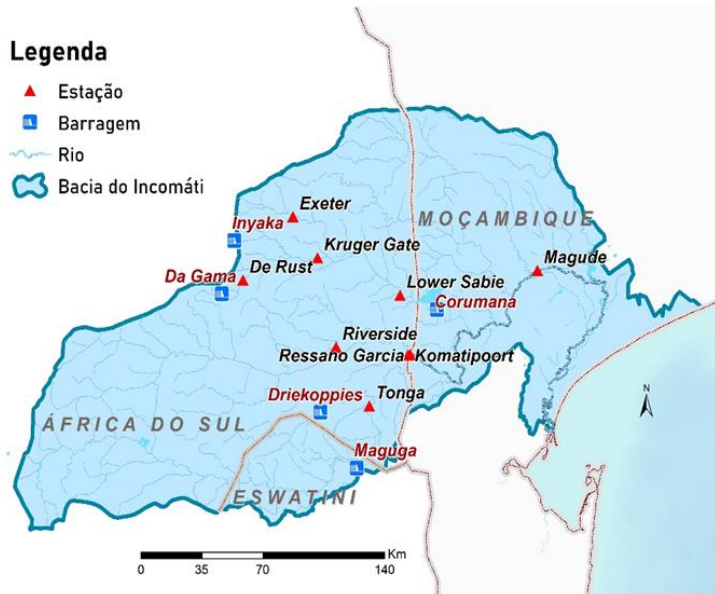 Legenda
Estação
Barragem
Rio
Bacia do Incomáti
Exeter
Inyaka
MOÇAMBIQUE
Kruger Gate
Magude
De Rust
Da Gama
Lower Sabie
Corumana
Riverside
Ressano Garcia Komatipoort
Driekoppies
Tonga
ÁFRICA DO SUL
Maguga
ESWATINI
N
Km
0 35 70 140